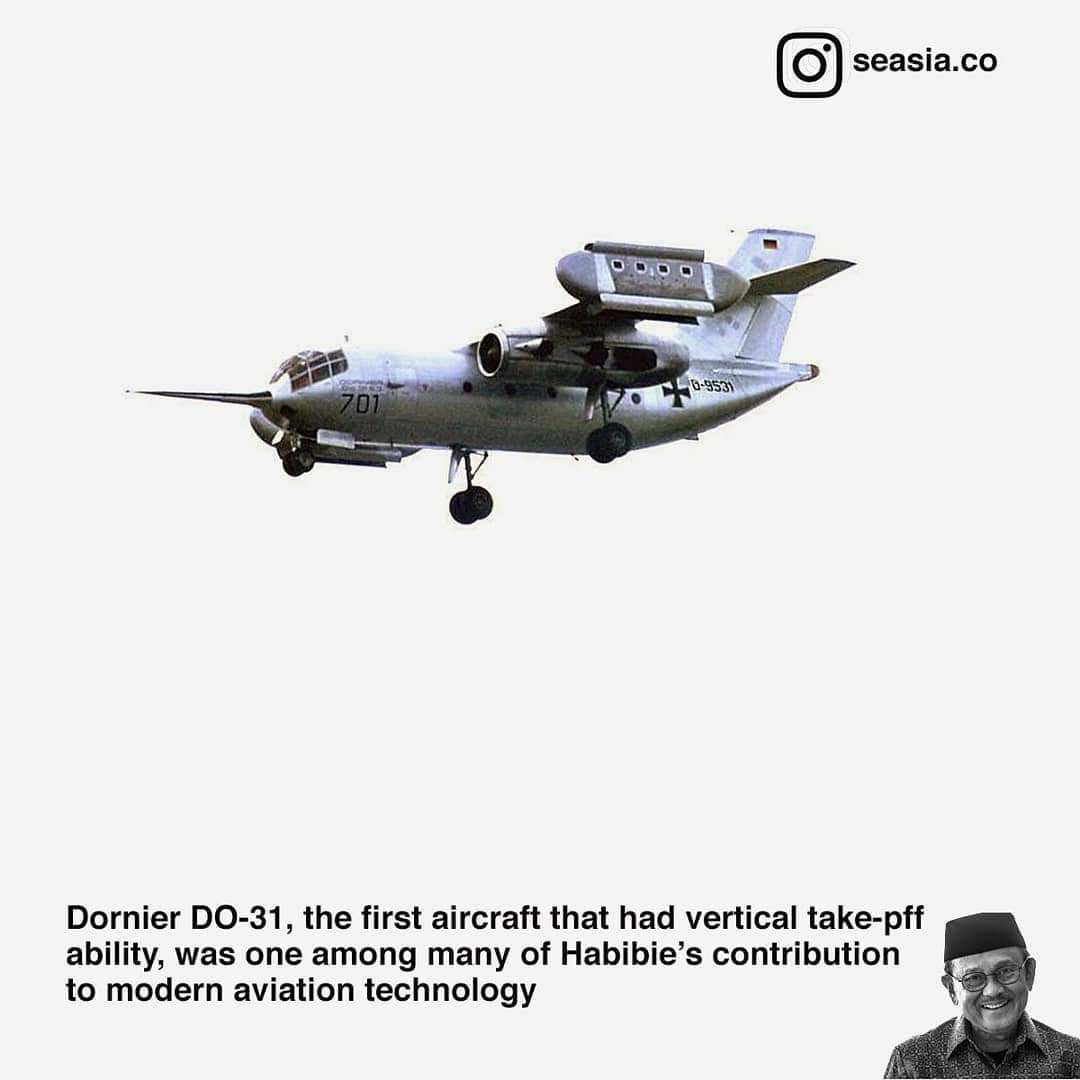 seasia.co
701
D-9531
Dornier DO-31, the first aircraft that had vertical take-pff
ability, was one among many of Habibie’s contribution
to modern aviation technology